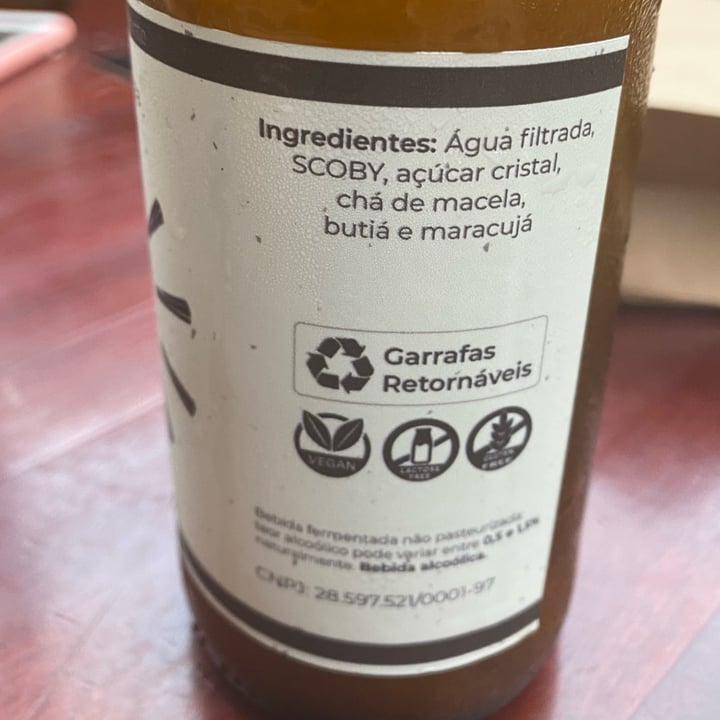 Ingredientes: Água filtrada,
SCOBY, açúcar cristal,
chá de macela,
butiá e maracujá
Garrafas
Retornáveis
VEGAN
LACTOSE
FREE
GLUTEN
FREE
Bebida fermentada não pasteurizada
teor alcoólico pode variar entre 0,5 e 1,5%
naturalmente. Bebida alcoólica.
CNPJ: 28.597.521/0001-97